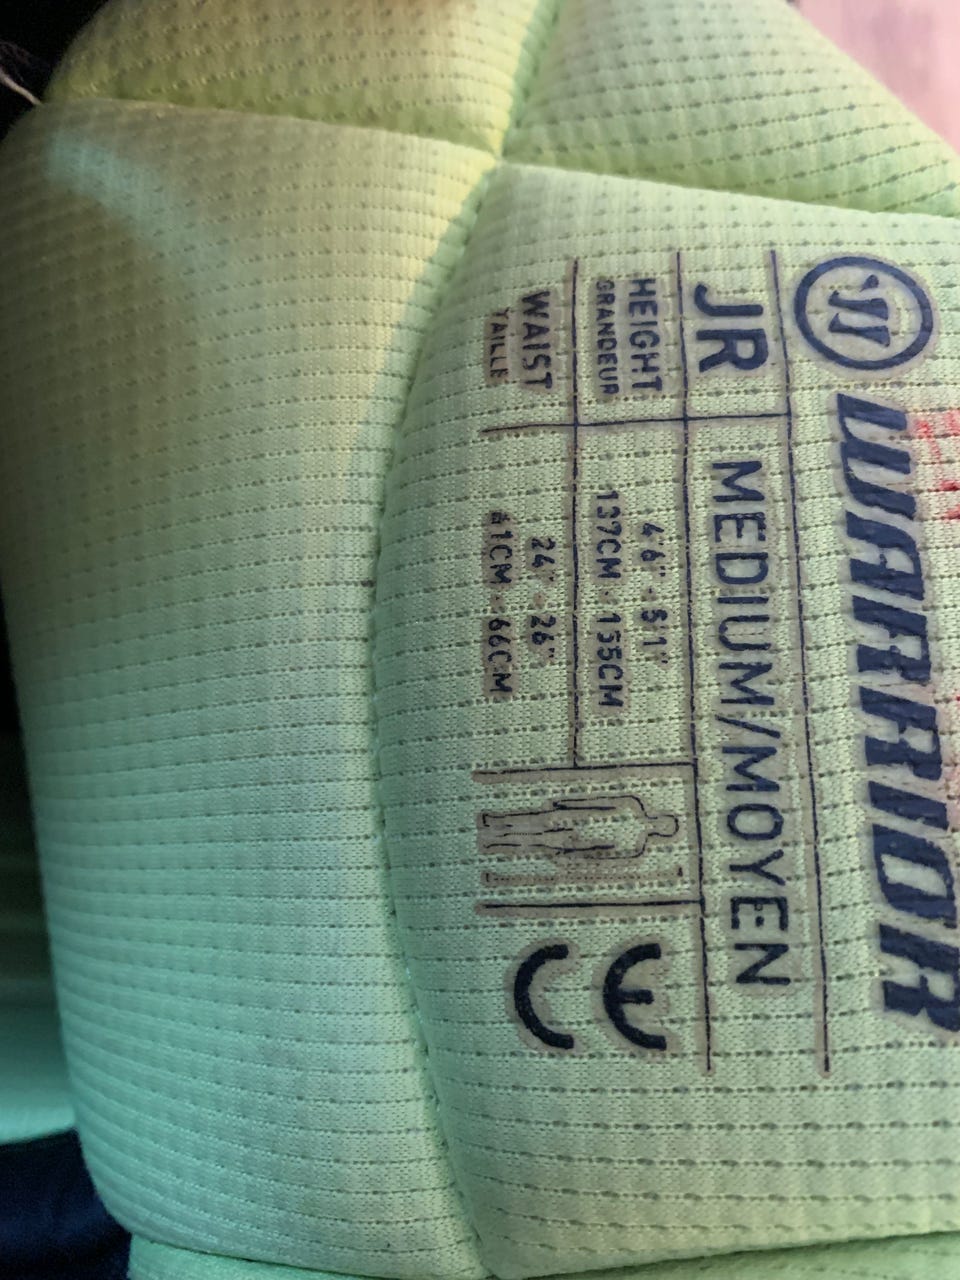 WARRIOR
JR MEDIUM/MOYEN
HEIGHT 4'6" - 5'1"
GRANDEUR 137CM - 155CM
WAIST 24" - 26"
TAILLE 61CM - 66CM
CE